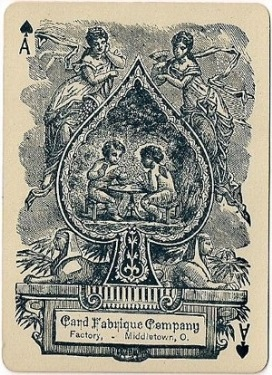 A
Card Fabrique Company
Factory, - Middletown, O.
A